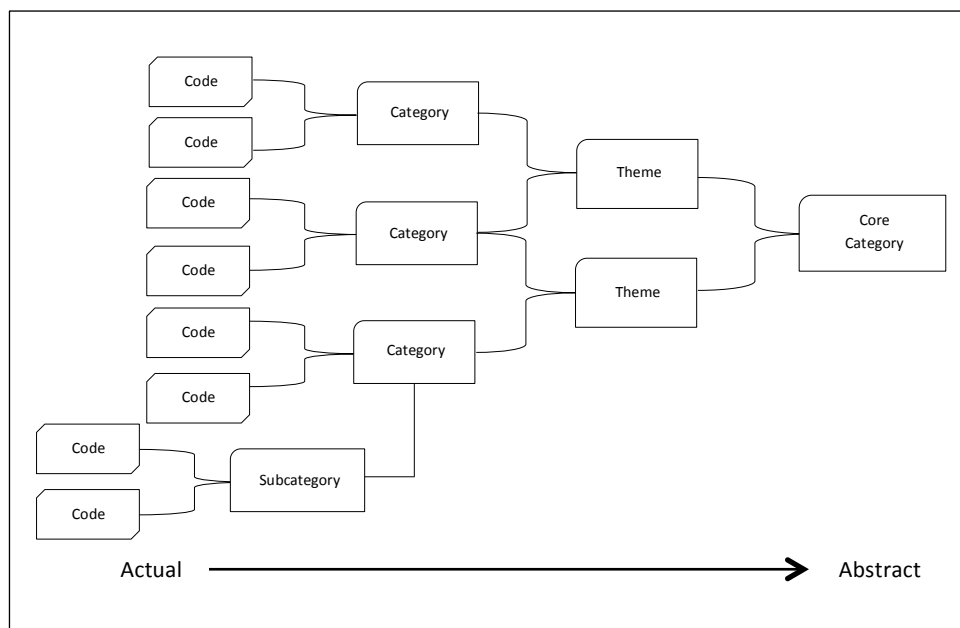 Code
Code
Category
Code
Code
Category
Code
Code
Category
Code
Code
Subcategory
Theme
Theme
Core
Category
Actual
Abstract